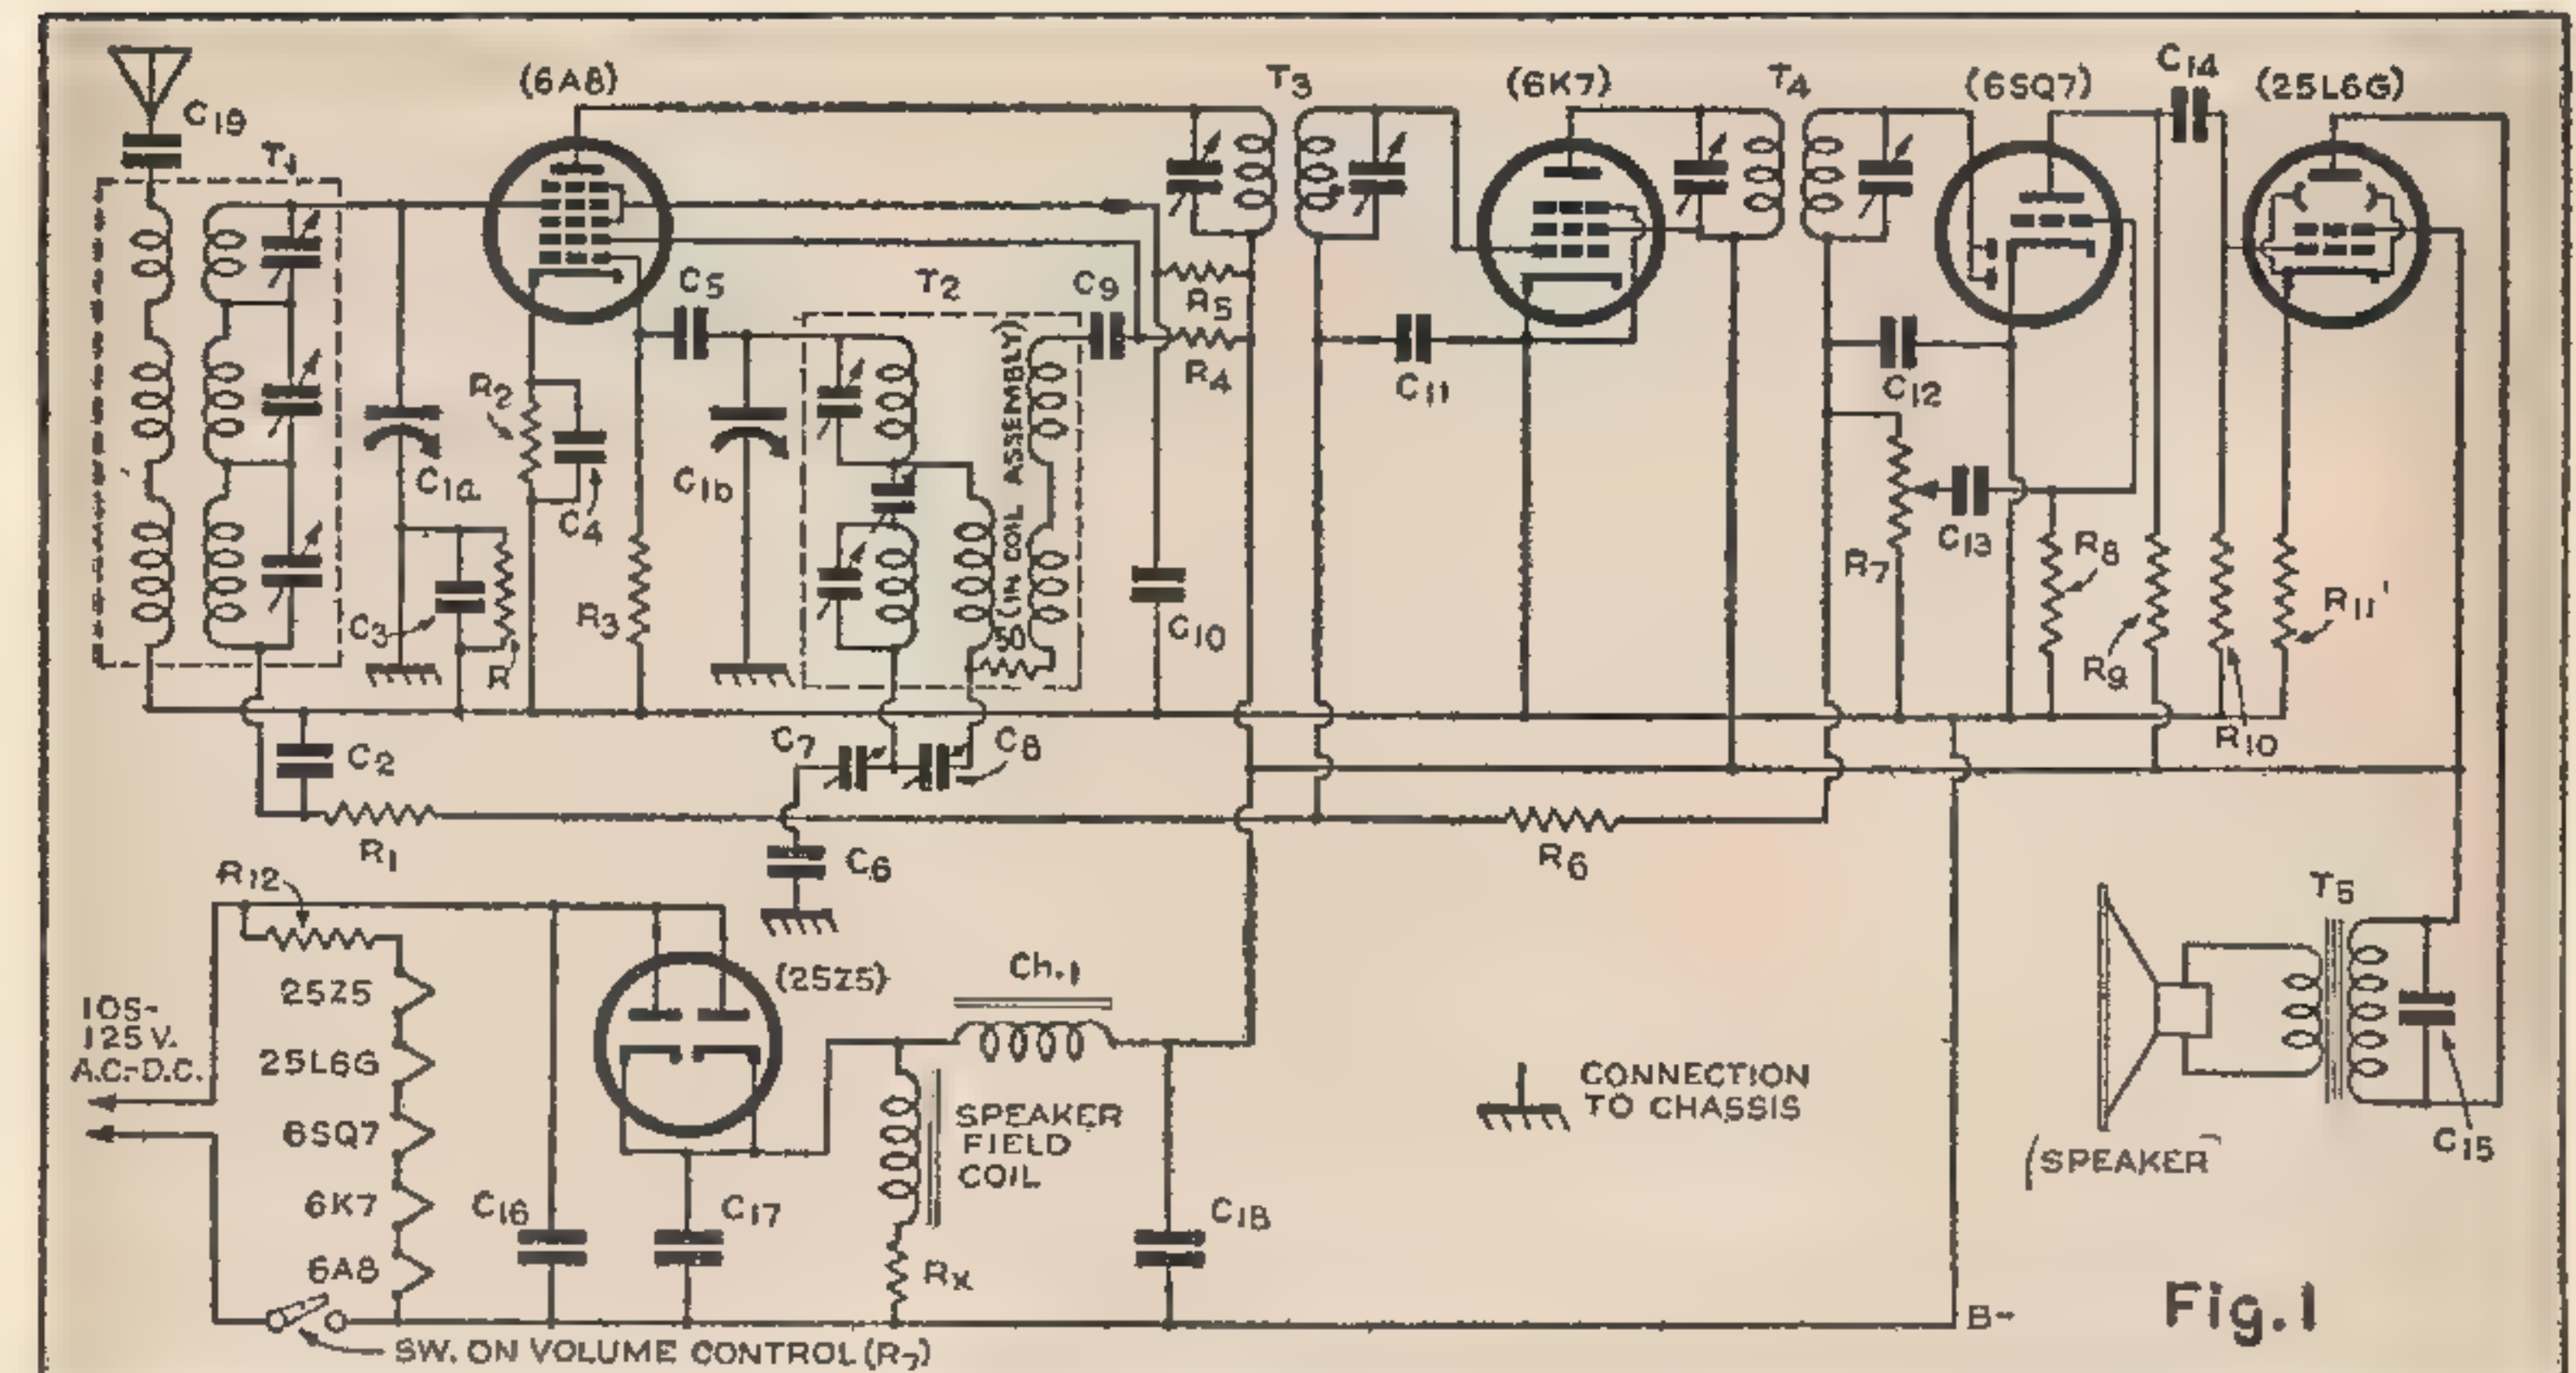 (6A8)
T3
(6K7)
T4
(6SQ7)
C14
(25L6G)
C19
T1
C5
T2
C9
R5
R4
R2
C1a
C4
C1b
(IN COIL ASSEMBLY)
C11
C12
C13
R7
R8
R9
R11
R10
C3
R
R3
C10
C2
C7
C8
R1
C6
R6
R12
T5
105-
125 V.
A.C.-D.C.
25Z5
25L6G
6SQ7
6K7
6A8
(25Z5)
Ch.1
SPEAKER
FIELD
COIL
CONNECTION
TO CHASSIS
(SPEAKER
C15
C16
C17
C18
Rx
B-
Fig.1
SW. ON VOLUME CONTROL (R7)